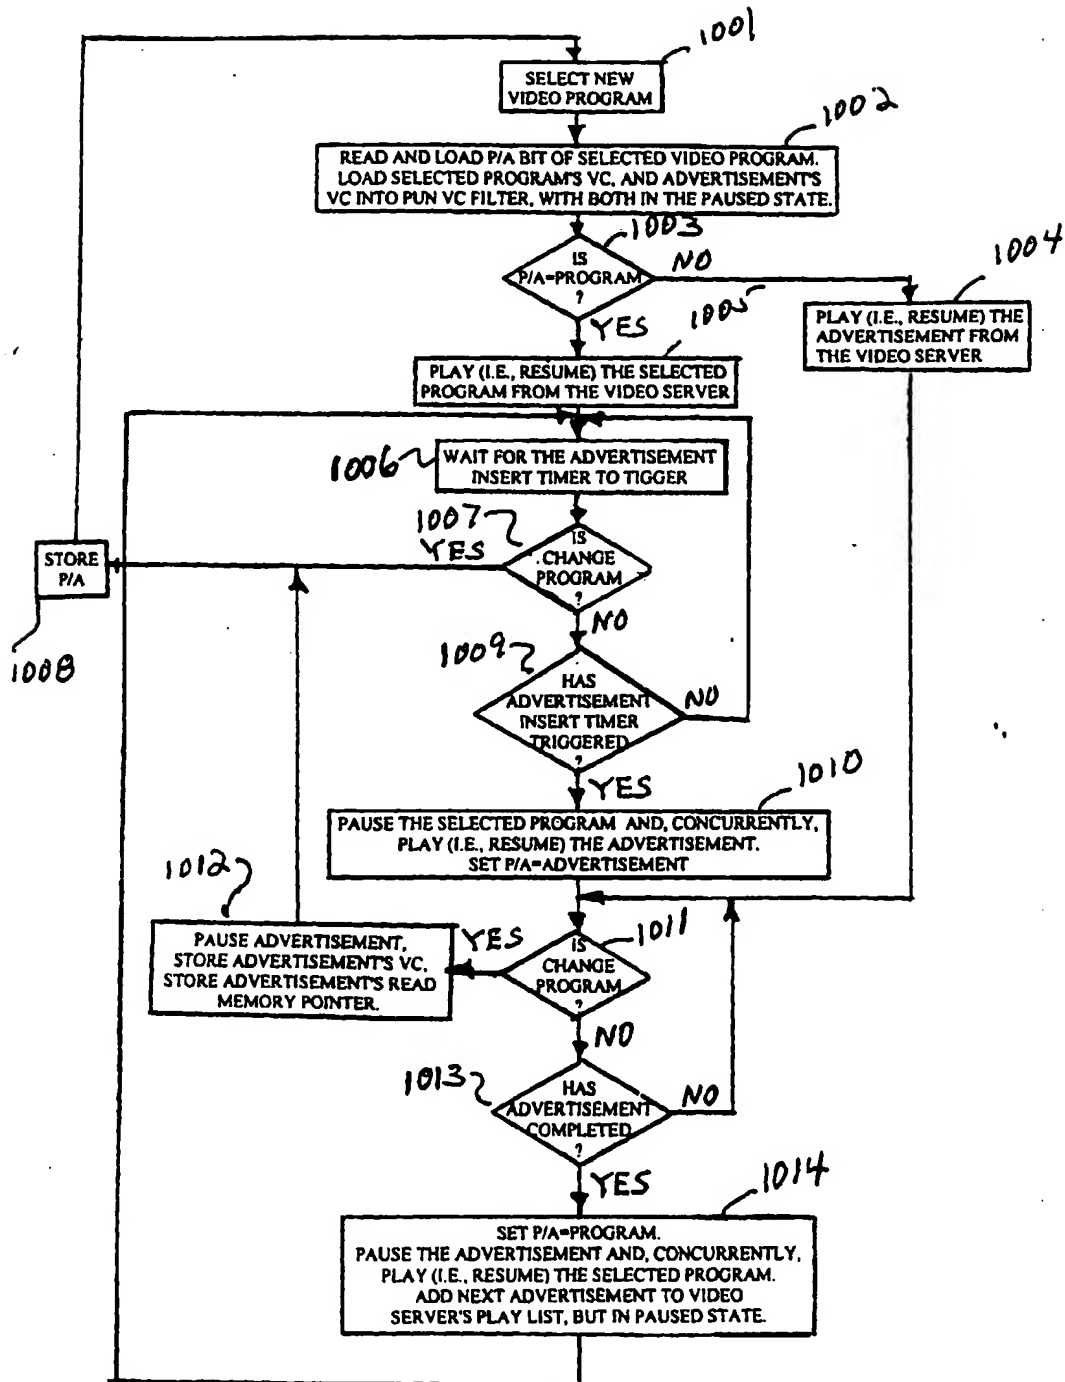 1001
SELECT NEW
VIDEO PROGRAM
1002
READ AND LOAD P/A BIT OF SELECTED VIDEO PROGRAM.
LOAD SELECTED PROGRAM'S VC, AND ADVERTISEMENT'S
VC INTO PUN VC FILTER, WITH BOTH IN THE PAUSED STATE.
1003
IS
P/A=PROGRAM
?
NO
1004
1005
YES
PLAY (I.E., RESUME) THE
ADVERTISEMENT FROM
THE VIDEO SERVER
PLAY (I.E., RESUME) THE SELECTED
PROGRAM FROM THE VIDEO SERVER
1006
WAIT FOR THE ADVERTISEMENT
INSERT TIMER TO TIGGER
1007
YES
IS
CHANGE
PROGRAM
?
NO
STORE
P/A
1008
1009
HAS
ADVERTISEMENT
INSERT TIMER
TRIGGERED
?
NO
YES
1010
PAUSE THE SELECTED PROGRAM AND, CONCURRENTLY,
PLAY (I.E., RESUME) THE ADVERTISEMENT.
SET P/A=ADVERTISEMENT
1012
PAUSE ADVERTISEMENT,
STORE ADVERTISEMENT'S VC,
STORE ADVERTISEMENT'S READ
MEMORY POINTER.
YES
1011
IS
CHANGE
PROGRAM
?
NO
1013
HAS
ADVERTISEMENT
COMPLETED
?
NO
YES
1014
SET P/A=PROGRAM.
PAUSE THE ADVERTISEMENT AND, CONCURRENTLY,
PLAY (I.E., RESUME) THE SELECTED PROGRAM.
ADD NEXT ADVERTISEMENT TO VIDEO
SERVER'S PLAY LIST, BUT IN PAUSED STATE.